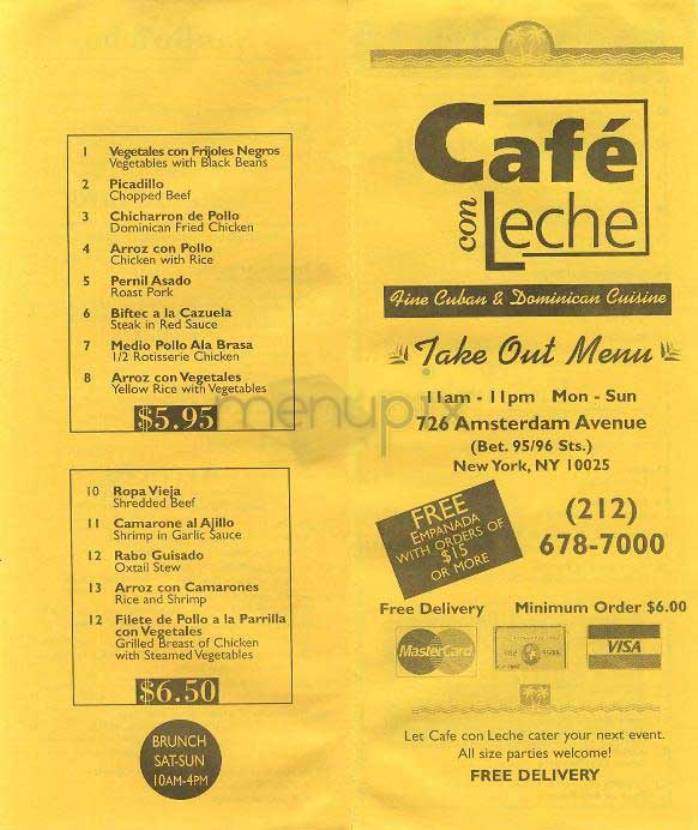 1 Vegetales con Frijoles Negros
Vegetables with Black Beans
2 Picadillo
Chopped Beef
3 Chicharron de Pollo
Dominican Fried Chicken
4 Arroz con Pollo
Chicken with Rice
5 Pernil Asado
Roast Pork
6 Biftec a la Cazuela
Steak in Red Sauce
7 Medio Pollo Ala Brasa
1/2 Rotisserie Chicken
8 Arroz con Vegetales
Yellow Rice with Vegetables
$5.95
10 Ropa Vieja
Shredded Beef
11 Camarone al Ajillo
Shrimp in Garlic Sauce
12 Rabo Guisado
Oxtail Stew
13 Arroz con Camarones
Rice and Shrimp
12 Filete de Pollo a la Parrilla
con Vegetales
Grilled Breast of Chicken
with Steamed Vegetables
$6.50
BRUNCH
SAT-SUN
10AM-4PM
Café
con Leche
Fine Cuban & Dominican Cuisine
Take Out Menu
11am - 11pm Mon - Sun
726 Amsterdam Avenue
(Bet. 95/96 Sts.)
New York, NY 10025
FREE
EMPANADA
WITH ORDERS OF
$15
OR MORE
(212)
678-7000
Free Delivery Minimum Order $6.00
MasterCard
VISA
Let Cafe con Leche cater your next event.
All size parties welcome!
FREE DELIVERY
menupix